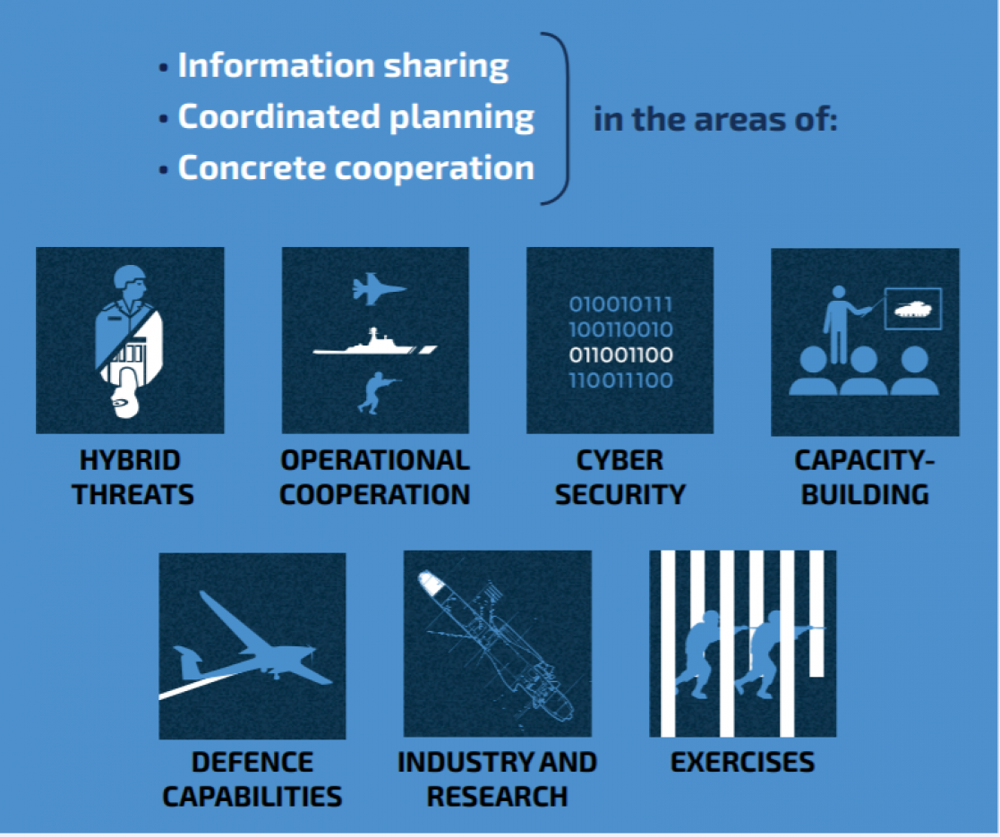 • Information sharing
• Coordinated planning
• Concrete cooperation
in the areas of:
010010111
100110010
011001100
110011100
HYBRID
THREATS
OPERATIONAL
COOPERATION
CYBER
SECURITY
CAPACITY-
BUILDING
DEFENCE
CAPABILITIES
INDUSTRY AND
RESEARCH
EXERCISES